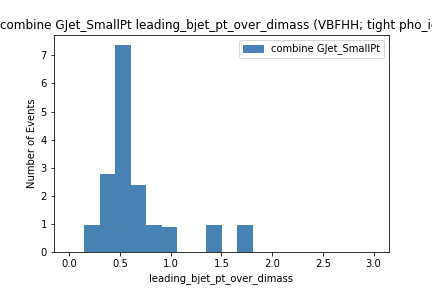 combine GJet_SmallPt leading_bjet_pt_over_dimass (VBFHH; tight pho_i
combine GJet_SmallPt
Number of Events
7
6
5
4
3
2
1
0
0.0 0.5 1.0 1.5 2.0 2.5 3.0
leading_bjet_pt_over_dimass